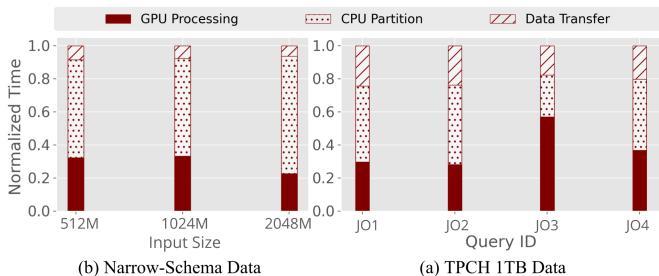 GPU Processing CPU Partition Data Transfer
Normalized Time
1.0
0.8
0.6
0.4
0.2
0.0
512M 1024M 2048M
Input Size
(b) Narrow-Schema Data
1.0
0.8
0.6
0.4
0.2
0.0
JO1 JO2 JO3 JO4
Query ID
(a) TPCH 1TB Data